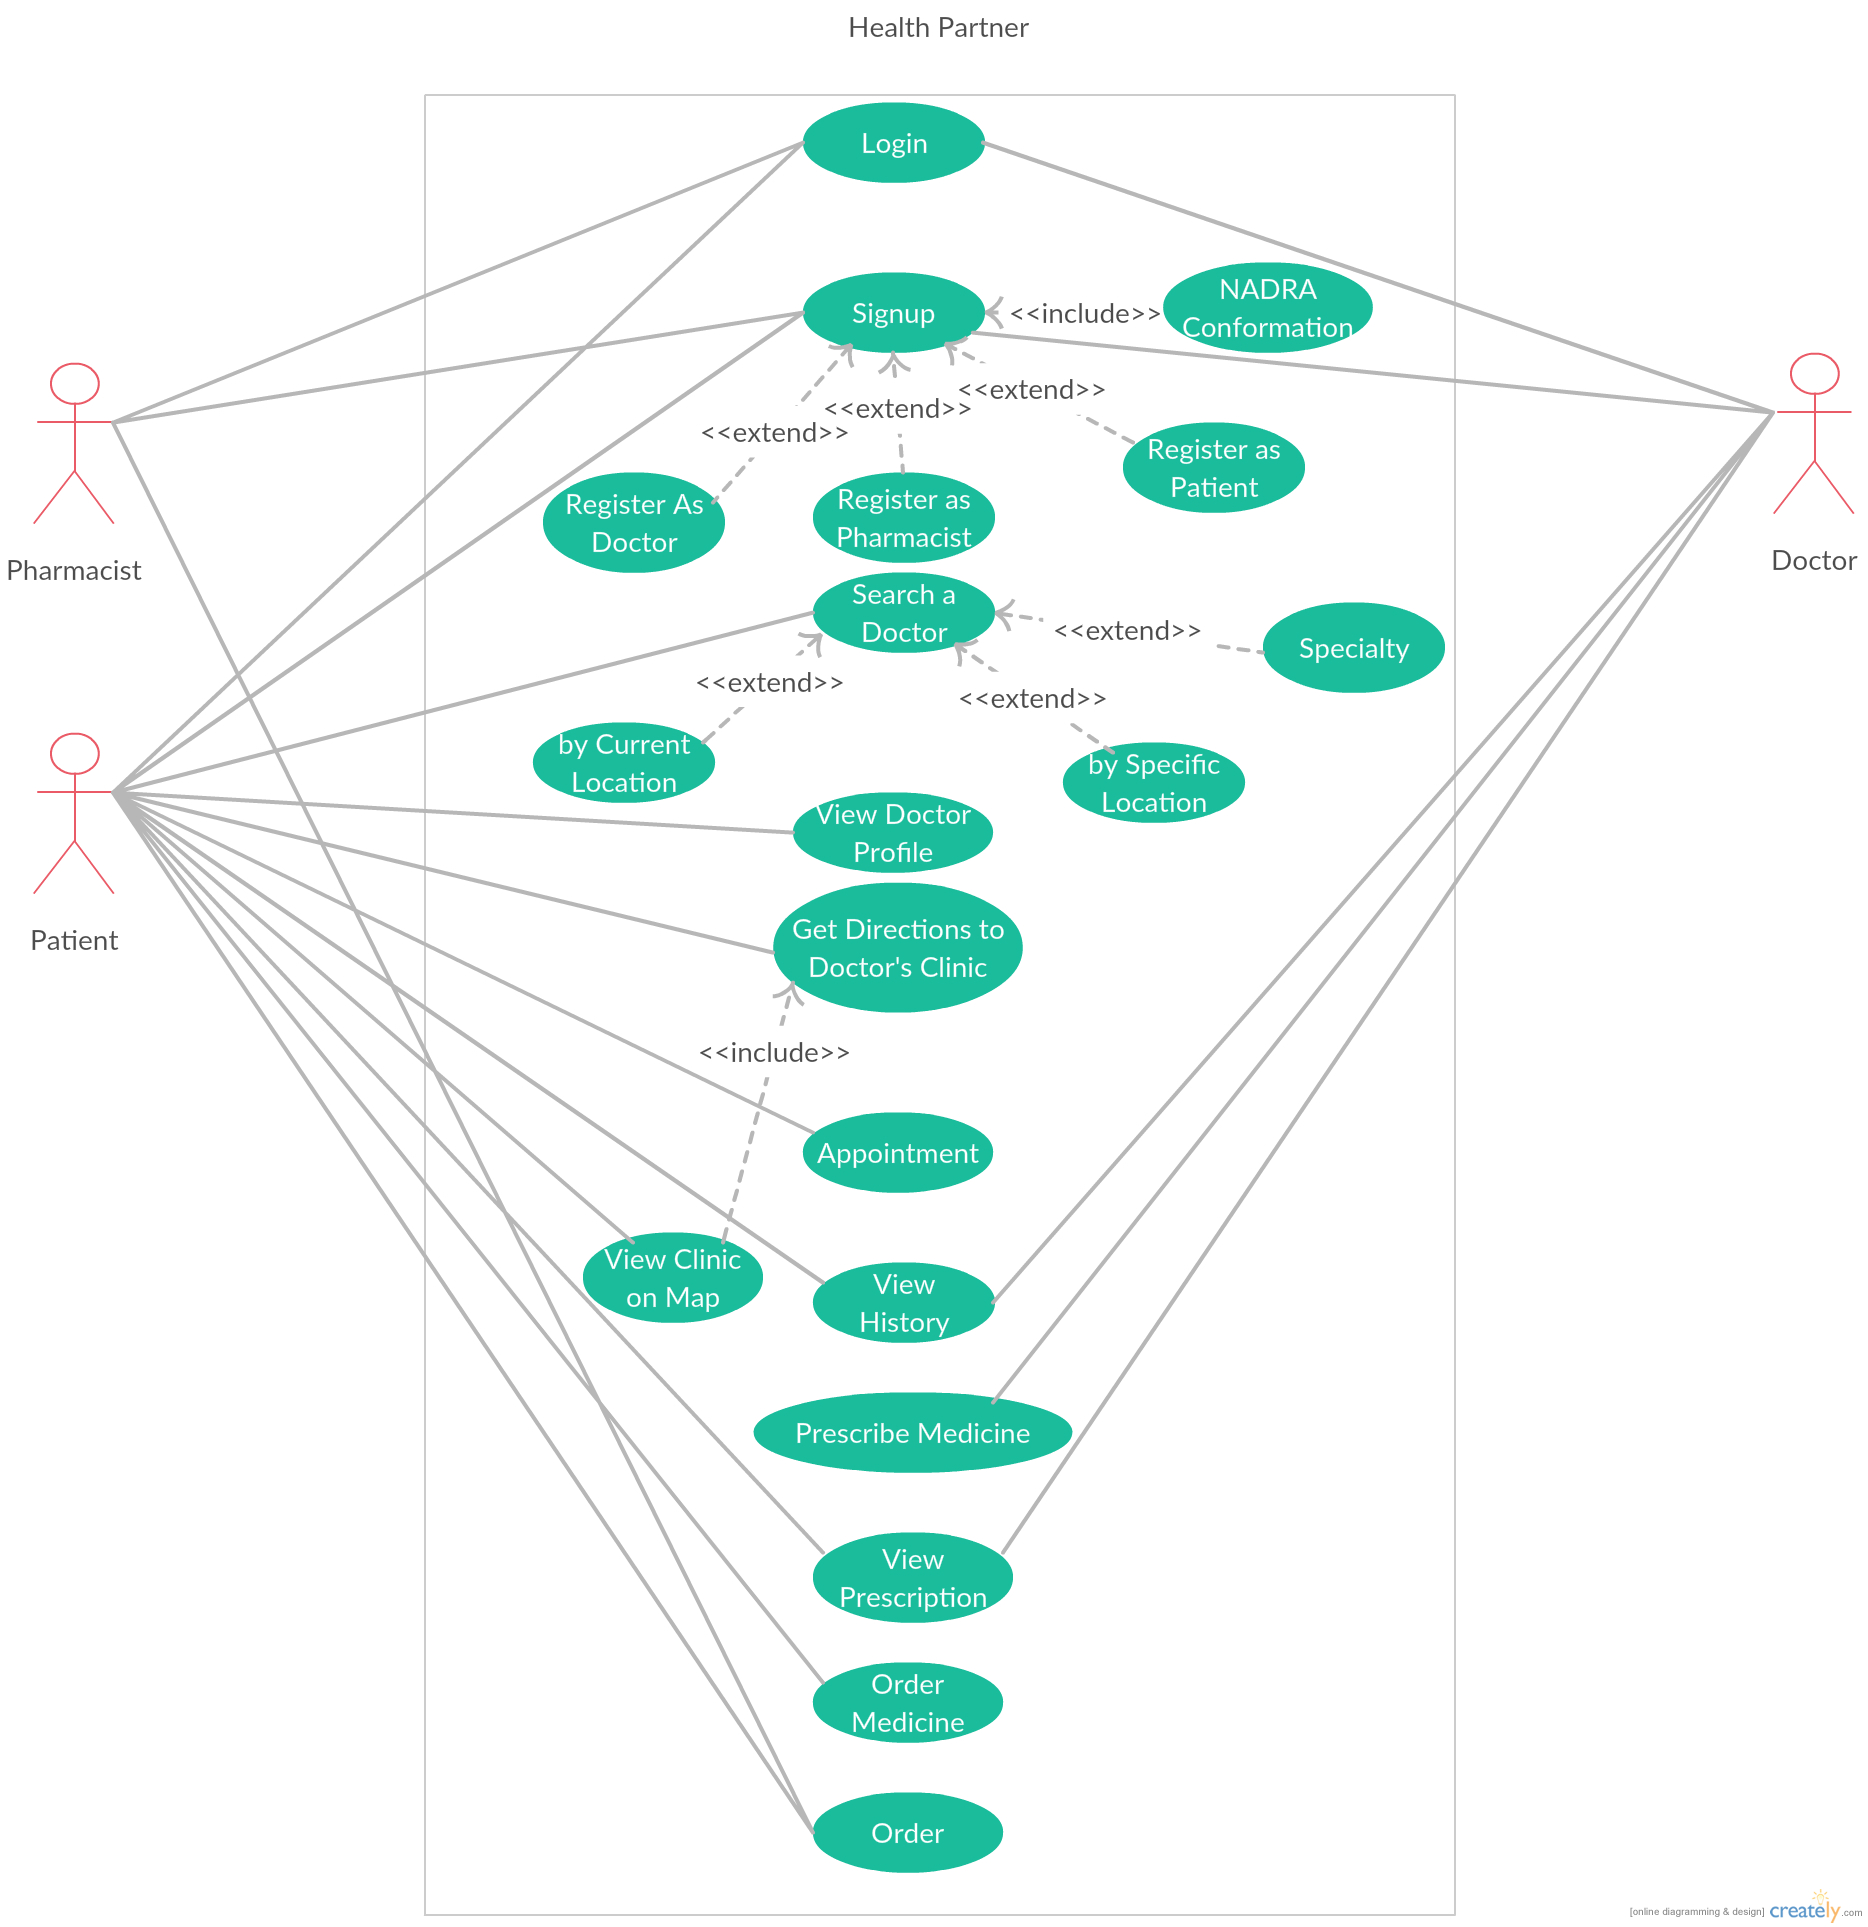 Health Partner
Login
Signup
<<include>>
NADRA
Conformation
<<extend>>
<<extend>>
<<extend>>
Register As
Doctor
Register as
Pharmacist
Register as
Patient
Pharmacist
Doctor
Search a
Doctor
<<extend>>
Specialty
<<extend>>
<<extend>>
by Current
Location
by Specific
Location
View Doctor
Profile
Patient
Get Directions to
Doctor's Clinic
<<include>>
Appointment
View Clinic
on Map
View
History
Prescribe Medicine
View
Prescription
Order
Medicine
Order
[online diagramming & design] creately.com